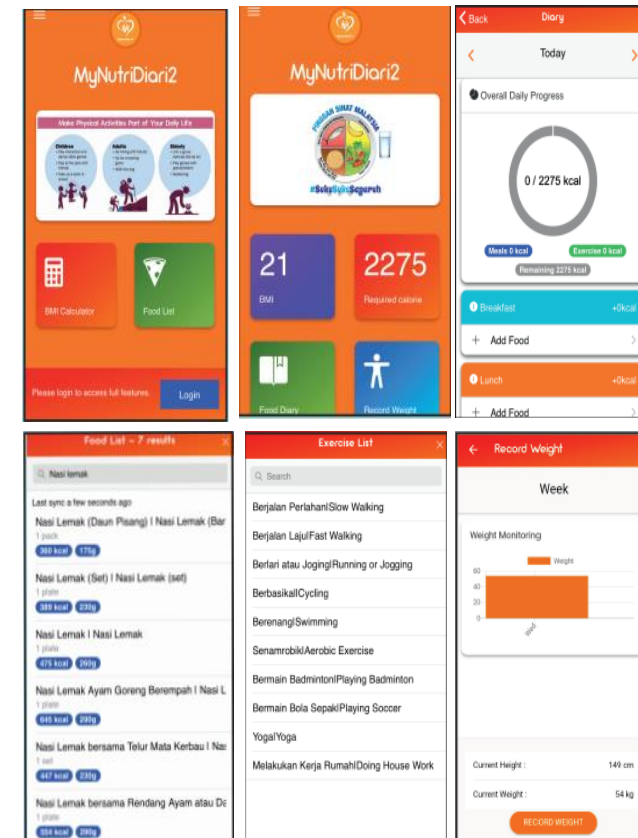 MyNutriDiari2
Make Physical Activities Part of Your Daily Life
Children
Adults
Elderly
BMI Calculator
Food List
Please login to access full features
Login
MyNutriDiari2
PINGGAN SIHAT MALAYSIA
#SukuSukuSeparuh
21
BMI
2275
Required calorie
Food Diary
Record Weight
Back
Diary
Today
Overall Daily Progress
0 / 2275 kcal
Meals 0 kcal
Exercise 0 kcal
Remaining 2275 kcal
Breakfast
+0kcal
+ Add Food
Lunch
+0kcal
+ Add Food
Food List - 7 results
Nasi lemak
Last sync a few seconds ago
Nasi Lemak (Daun Pisang) | Nasi Lemak (Bar
1 pack
360 kcal 175g
Nasi Lemak (Set) | Nasi Lemak (set)
1 plate
389 kcal 230g
Nasi Lemak | Nasi Lemak
1 plate
475 kcal 260g
Nasi Lemak Ayam Goreng Berempah | Nasi L
1 plate
645 kcal 290g
Nasi Lemak bersama Telur Mata Kerbau | Nas
1 set
447 kcal 230g
Nasi Lemak bersama Rendang Ayam atau Da
1 plate
554 kcal 290g
Exercise List
Search
Berjalan Perlahan|Slow Walking
Berjalan Laju|Fast Walking
Berlari atau Joging|Running or Jogging
Berbasikal|Cycling
Berenang|Swimming
Senamrobik|Aerobic Exercise
Bermain Badminton|Playing Badminton
Bermain Bola Sepak|Playing Soccer
Yoga|Yoga
Melakukan Kerja Rumah|Doing House Work
Record Weight
Week
Weight Monitoring
Weight
60
40
20
0
Wed
Current Height : 149 cm
Current Weight : 54 kg
RECORD WEIGHT